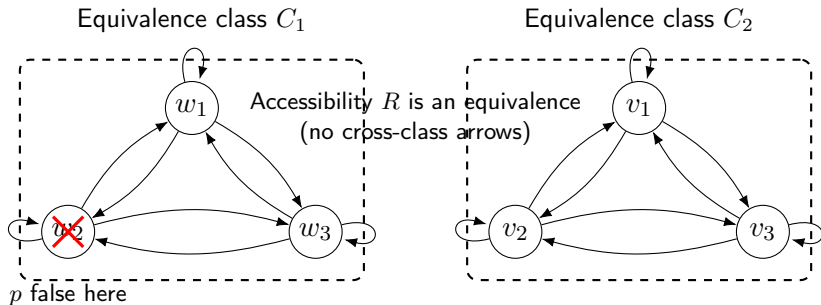 Equivalence class C₁
Equivalence class C₂
w₁
Accessibility R is an equivalence
(no cross-class arrows)
v₁
w₂
w₃
v₂
v₃
p false here